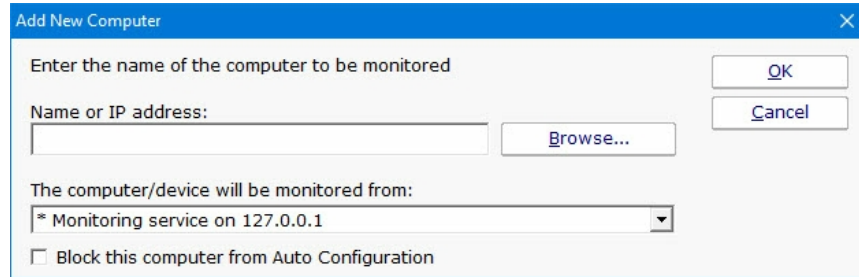 Add New Computer
Enter the name of the computer to be monitored
OK
Name or IP address:
Cancel
Browse...
The computer/device will be monitored from:
* Monitoring service on 127.0.0.1
Block this computer from Auto Configuration